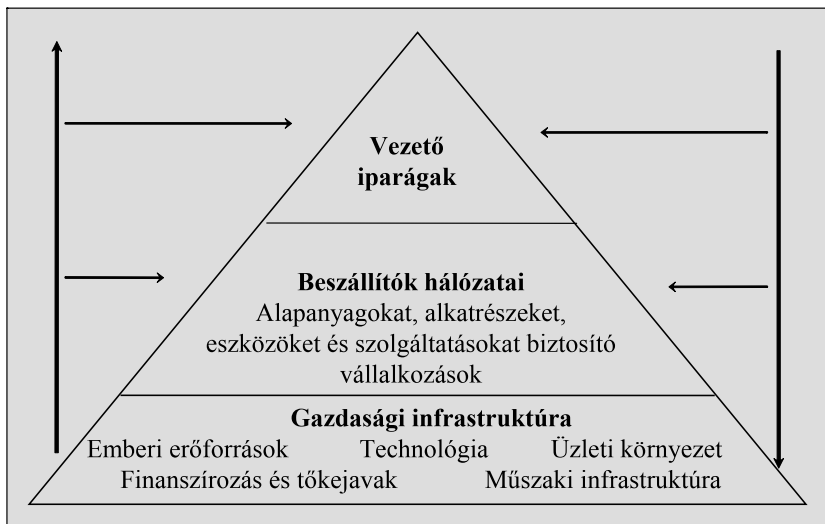 Vezető
iparágak
Beszállítók hálózatai
Alapanyagokat, alkatrészeket,
eszközöket és szolgáltatásokat biztosító
vállalkozások
Gazdasági infrastruktúra
Emberi erőforrások Technológia Üzleti környezet
Finanszírozás és tőkejavak Műszaki infrastruktúra